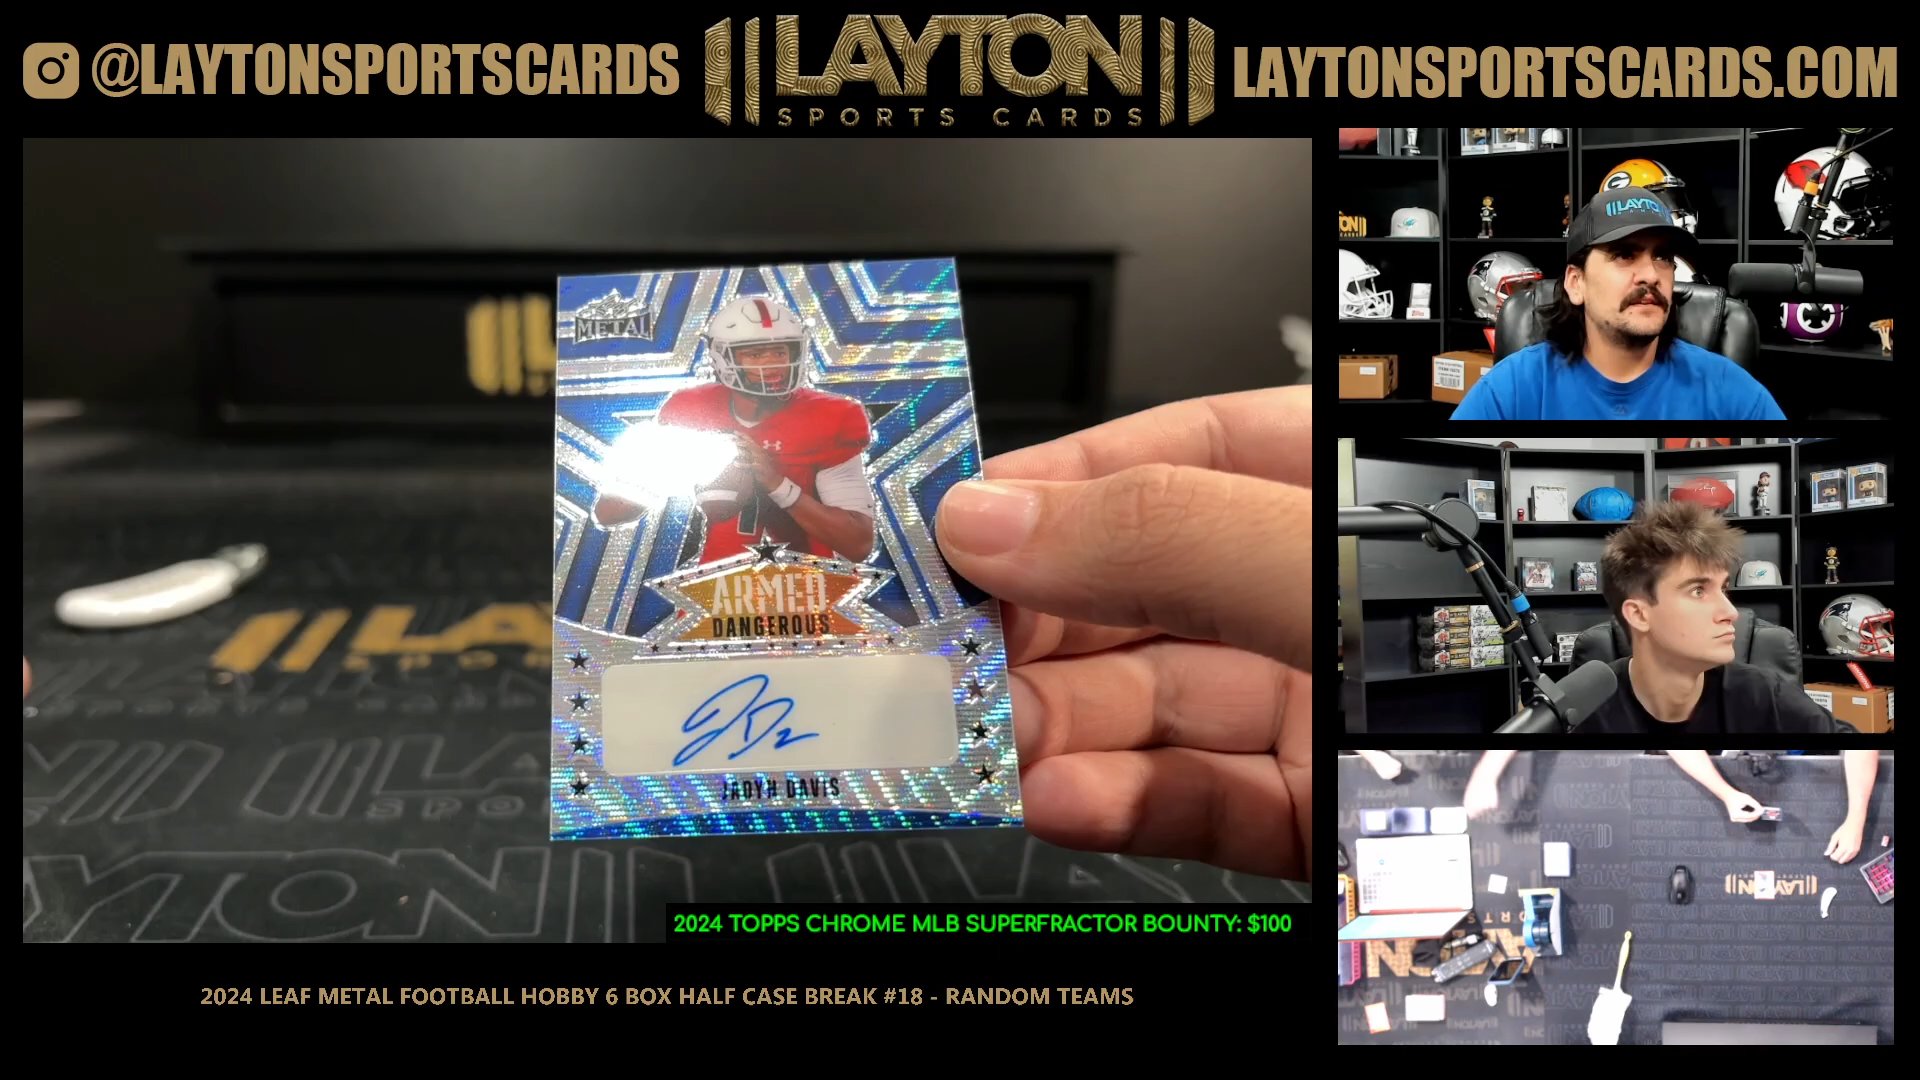 @LAYTONSPORTSCARDS
LAYTON
SPORTS CARDS
LAYTONSPORTSCARDS.COM
METAL
ARMED
DANGEROUS
JD2
JADYN DAVIS
2024 TOPPS CHROME MLB SUPERFRACTOR BOUNTY: $100
2024 LEAF METAL FOOTBALL HOBBY 6 BOX HALF CASE BREAK #18 - RANDOM TEAMS